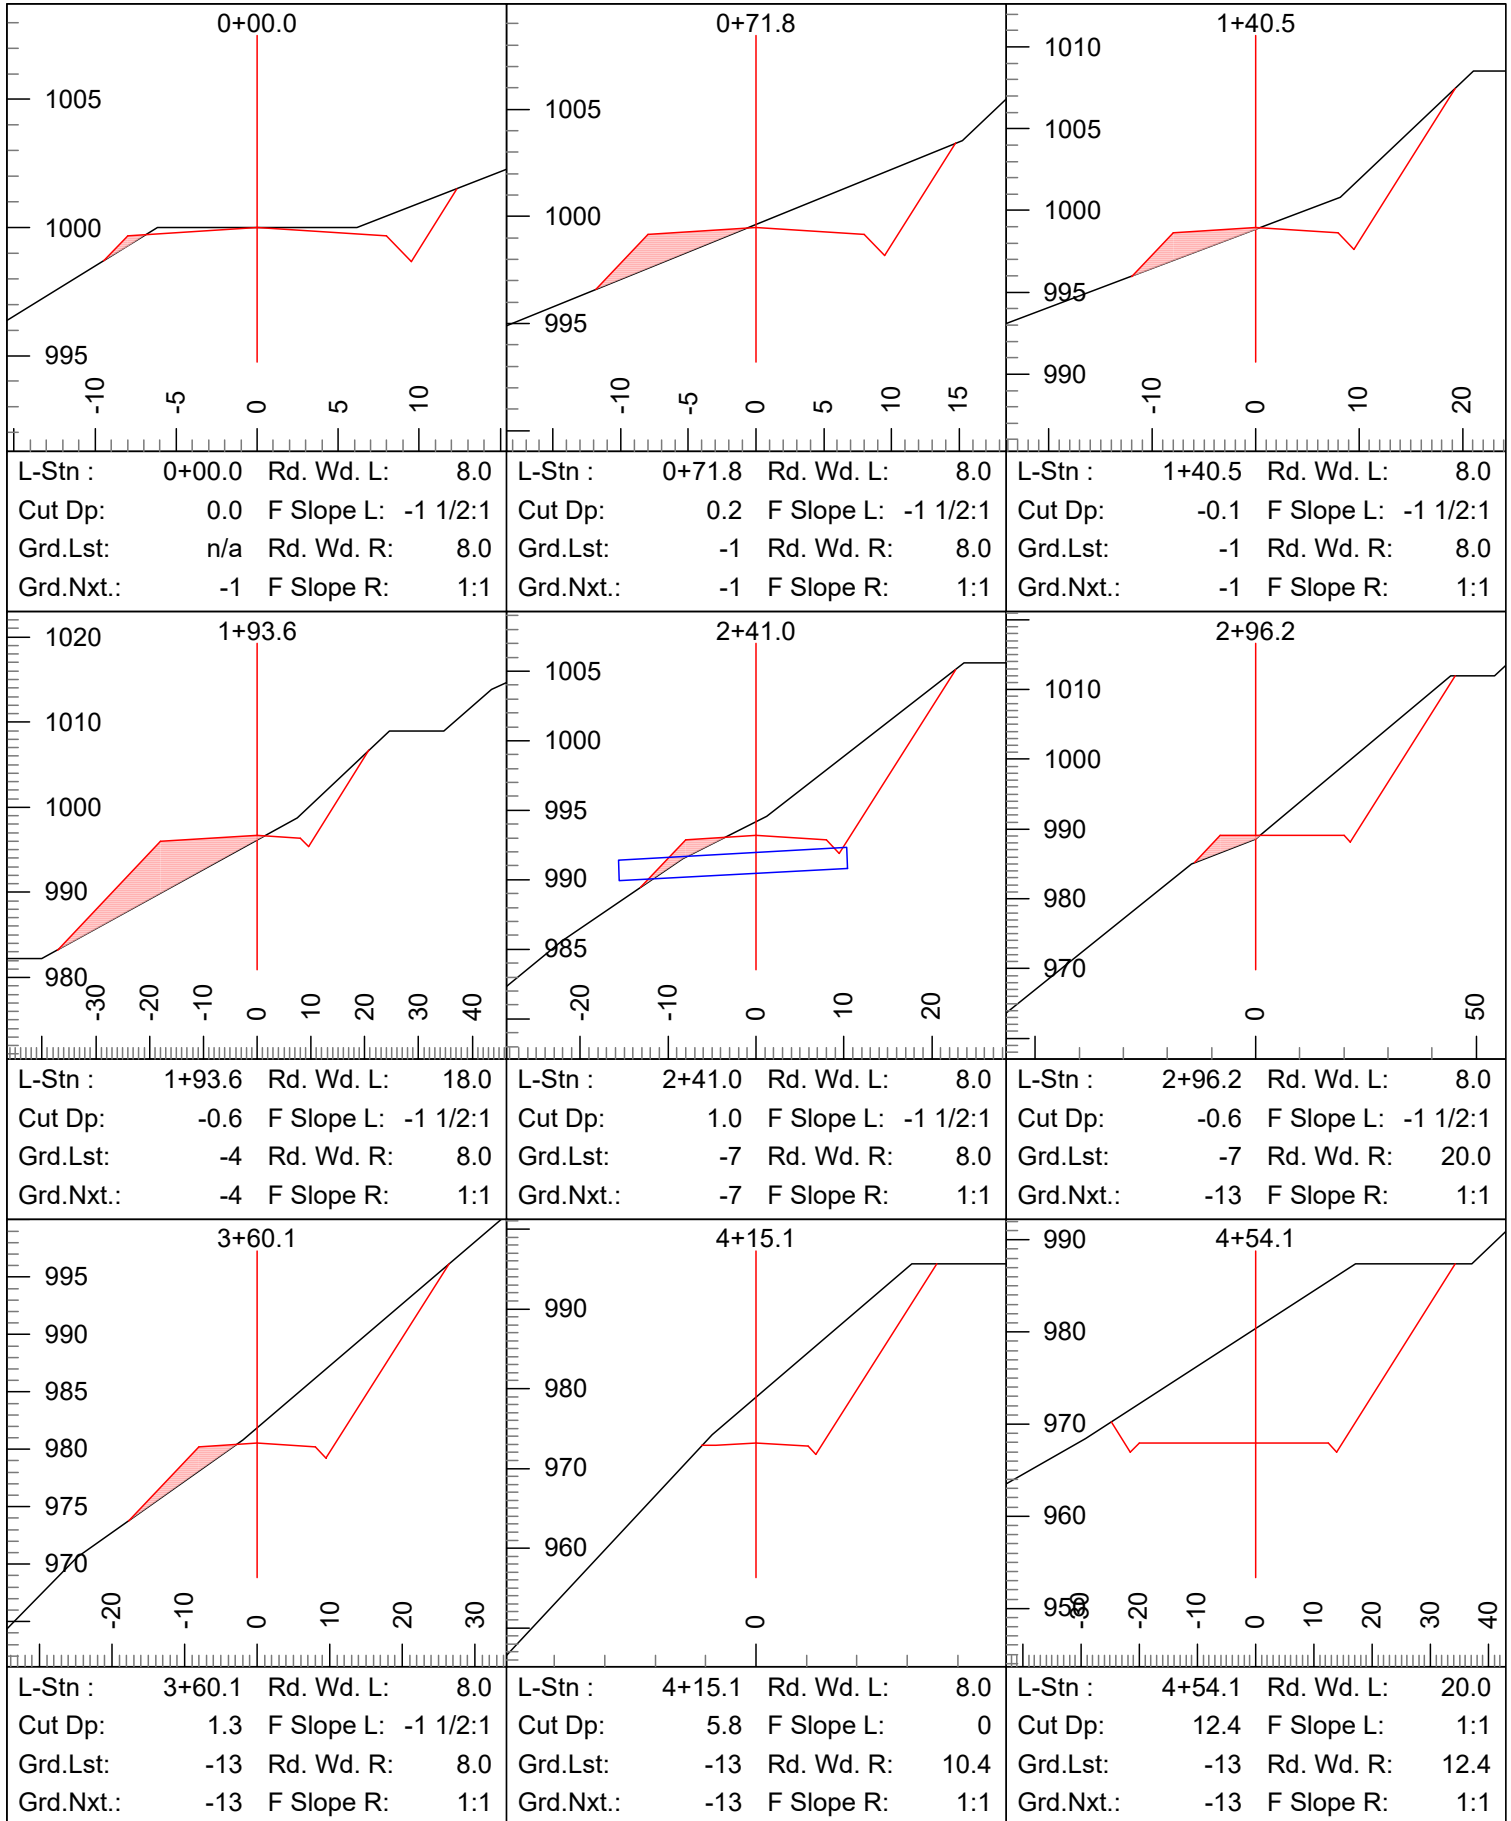 0+00.0
1005
1000
995
-10 -5 0 5 10
L-Stn : 0+00.0 Rd. Wd. L: 8.0
Cut Dp: 0.0 F Slope L: -1 1/2:1
Grd.Lst: n/a Rd. Wd. R: 8.0
Grd.Nxt.: -1 F Slope R: 1:1
0+71.8
1005
1000
995
-10 -5 0 5 10 15
L-Stn : 0+71.8 Rd. Wd. L: 8.0
Cut Dp: 0.2 F Slope L: -1 1/2:1
Grd.Lst: -1 Rd. Wd. R: 8.0
Grd.Nxt.: -1 F Slope R: 1:1
1+40.5
1010
1005
1000
995
990
-10 0 10 20
L-Stn : 1+40.5 Rd. Wd. L: 8.0
Cut Dp: -0.1 F Slope L: -1 1/2:1
Grd.Lst: -1 Rd. Wd. R: 8.0
Grd.Nxt.: -1 F Slope R: 1:1
1+93.6
1020
1010
1000
990
980
-30 -20 -10 0 10 20 30 40
L-Stn : 1+93.6 Rd. Wd. L: 18.0
Cut Dp: -0.6 F Slope L: -1 1/2:1
Grd.Lst: -4 Rd. Wd. R: 8.0
Grd.Nxt.: -4 F Slope R: 1:1
2+41.0
1005
1000
995
990
985
-20 -10 0 10 20
L-Stn : 2+41.0 Rd. Wd. L: 8.0
Cut Dp: 1.0 F Slope L: -1 1/2:1
Grd.Lst: -7 Rd. Wd. R: 8.0
Grd.Nxt.: -7 F Slope R: 1:1
2+96.2
1010
1000
990
980
970
0 50
L-Stn : 2+96.2 Rd. Wd. L: 8.0
Cut Dp: -0.6 F Slope L: -1 1/2:1
Grd.Lst: -7 Rd. Wd. R: 20.0
Grd.Nxt.: -13 F Slope R: 1:1
3+60.1
995
990
985
980
975
970
-20 -10 0 10 20 30
L-Stn : 3+60.1 Rd. Wd. L: 8.0
Cut Dp: 1.3 F Slope L: -1 1/2:1
Grd.Lst: -13 Rd. Wd. R: 8.0
Grd.Nxt.: -13 F Slope R: 1:1
4+15.1
990
980
970
960
0
L-Stn : 4+15.1 Rd. Wd. L: 8.0
Cut Dp: 5.8 F Slope L: 0
Grd.Lst: -13 Rd. Wd. R: 10.4
Grd.Nxt.: -13 F Slope R: 1:1
4+54.1
990
980
970
960
950
-30 -20 -10 0 10 20 30 40
L-Stn : 4+54.1 Rd. Wd. L: 20.0
Cut Dp: 12.4 F Slope L: 1:1
Grd.Lst: -13 Rd. Wd. R: 12.4
Grd.Nxt.: -13 F Slope R: 1:1